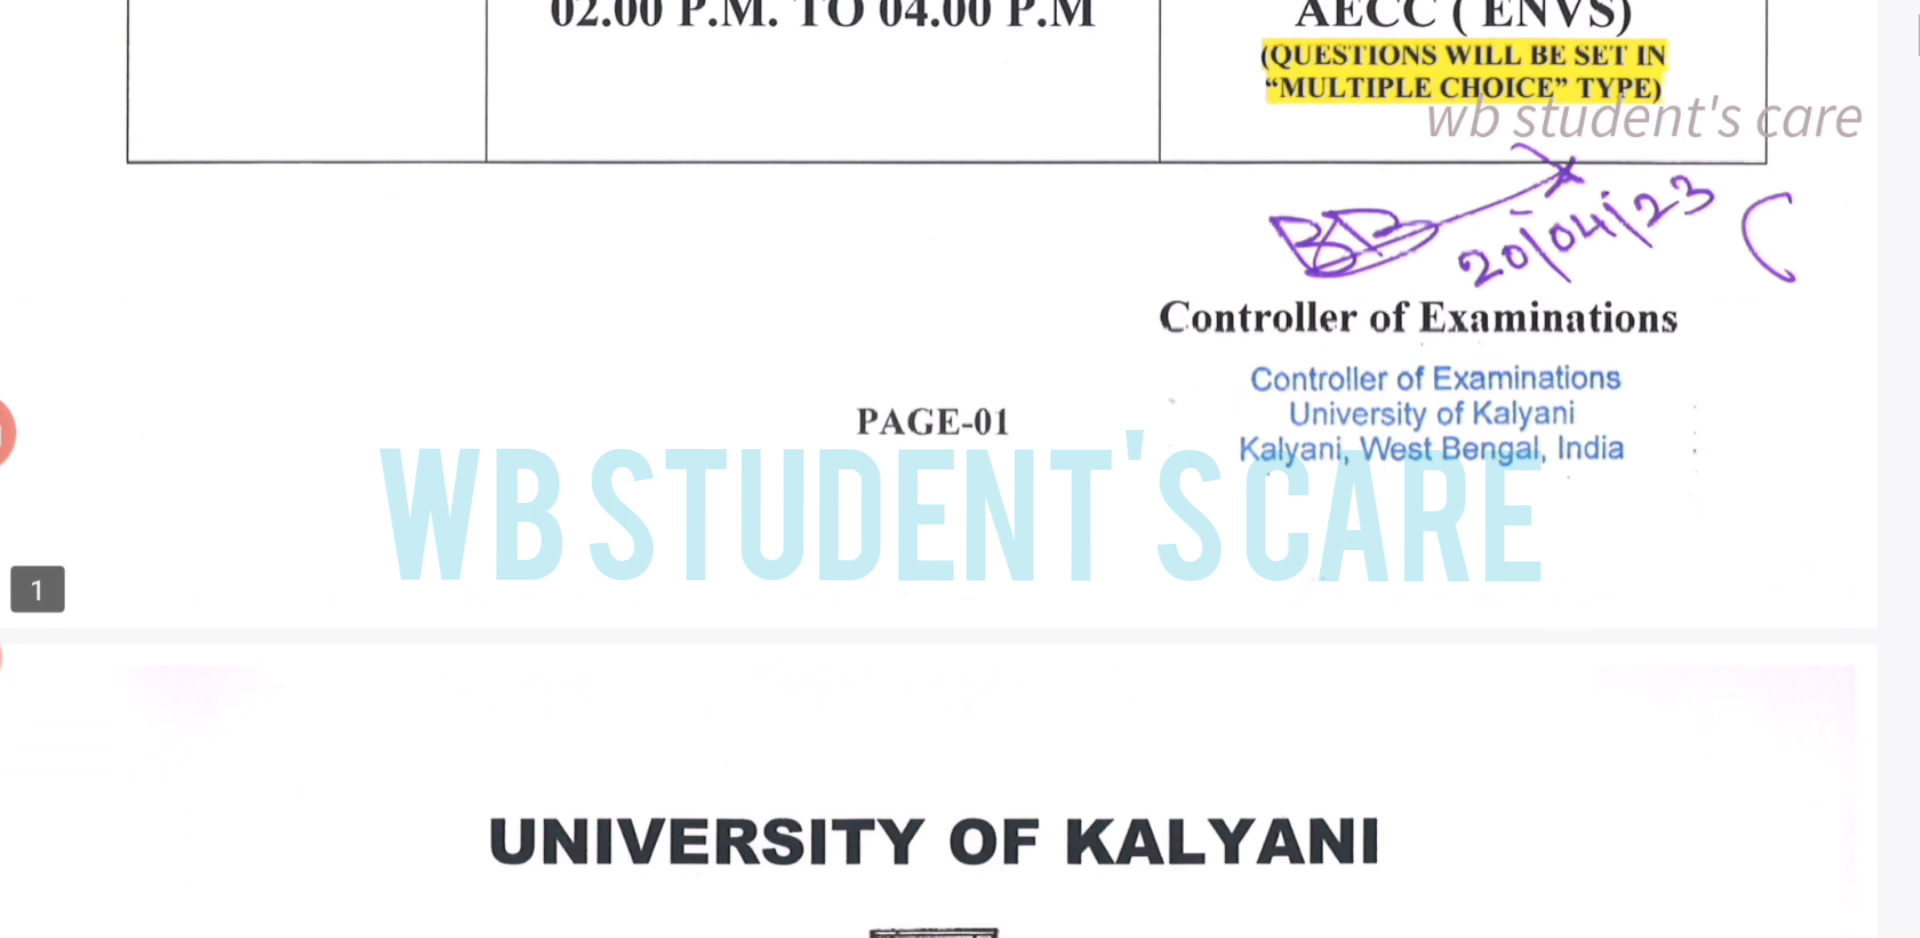 02.00 P.M. TO 04.00 P.M
AECC ( ENVS)
(QUESTIONS WILL BE SET IN
“MULTIPLE CHOICE” TYPE)
wb student's care
20/04/23
Controller of Examinations
Controller of Examinations
University of Kalyani
Kalyani, West Bengal, India
PAGE-01
WB STUDENT'S CARE
1
UNIVERSITY OF KALYANI